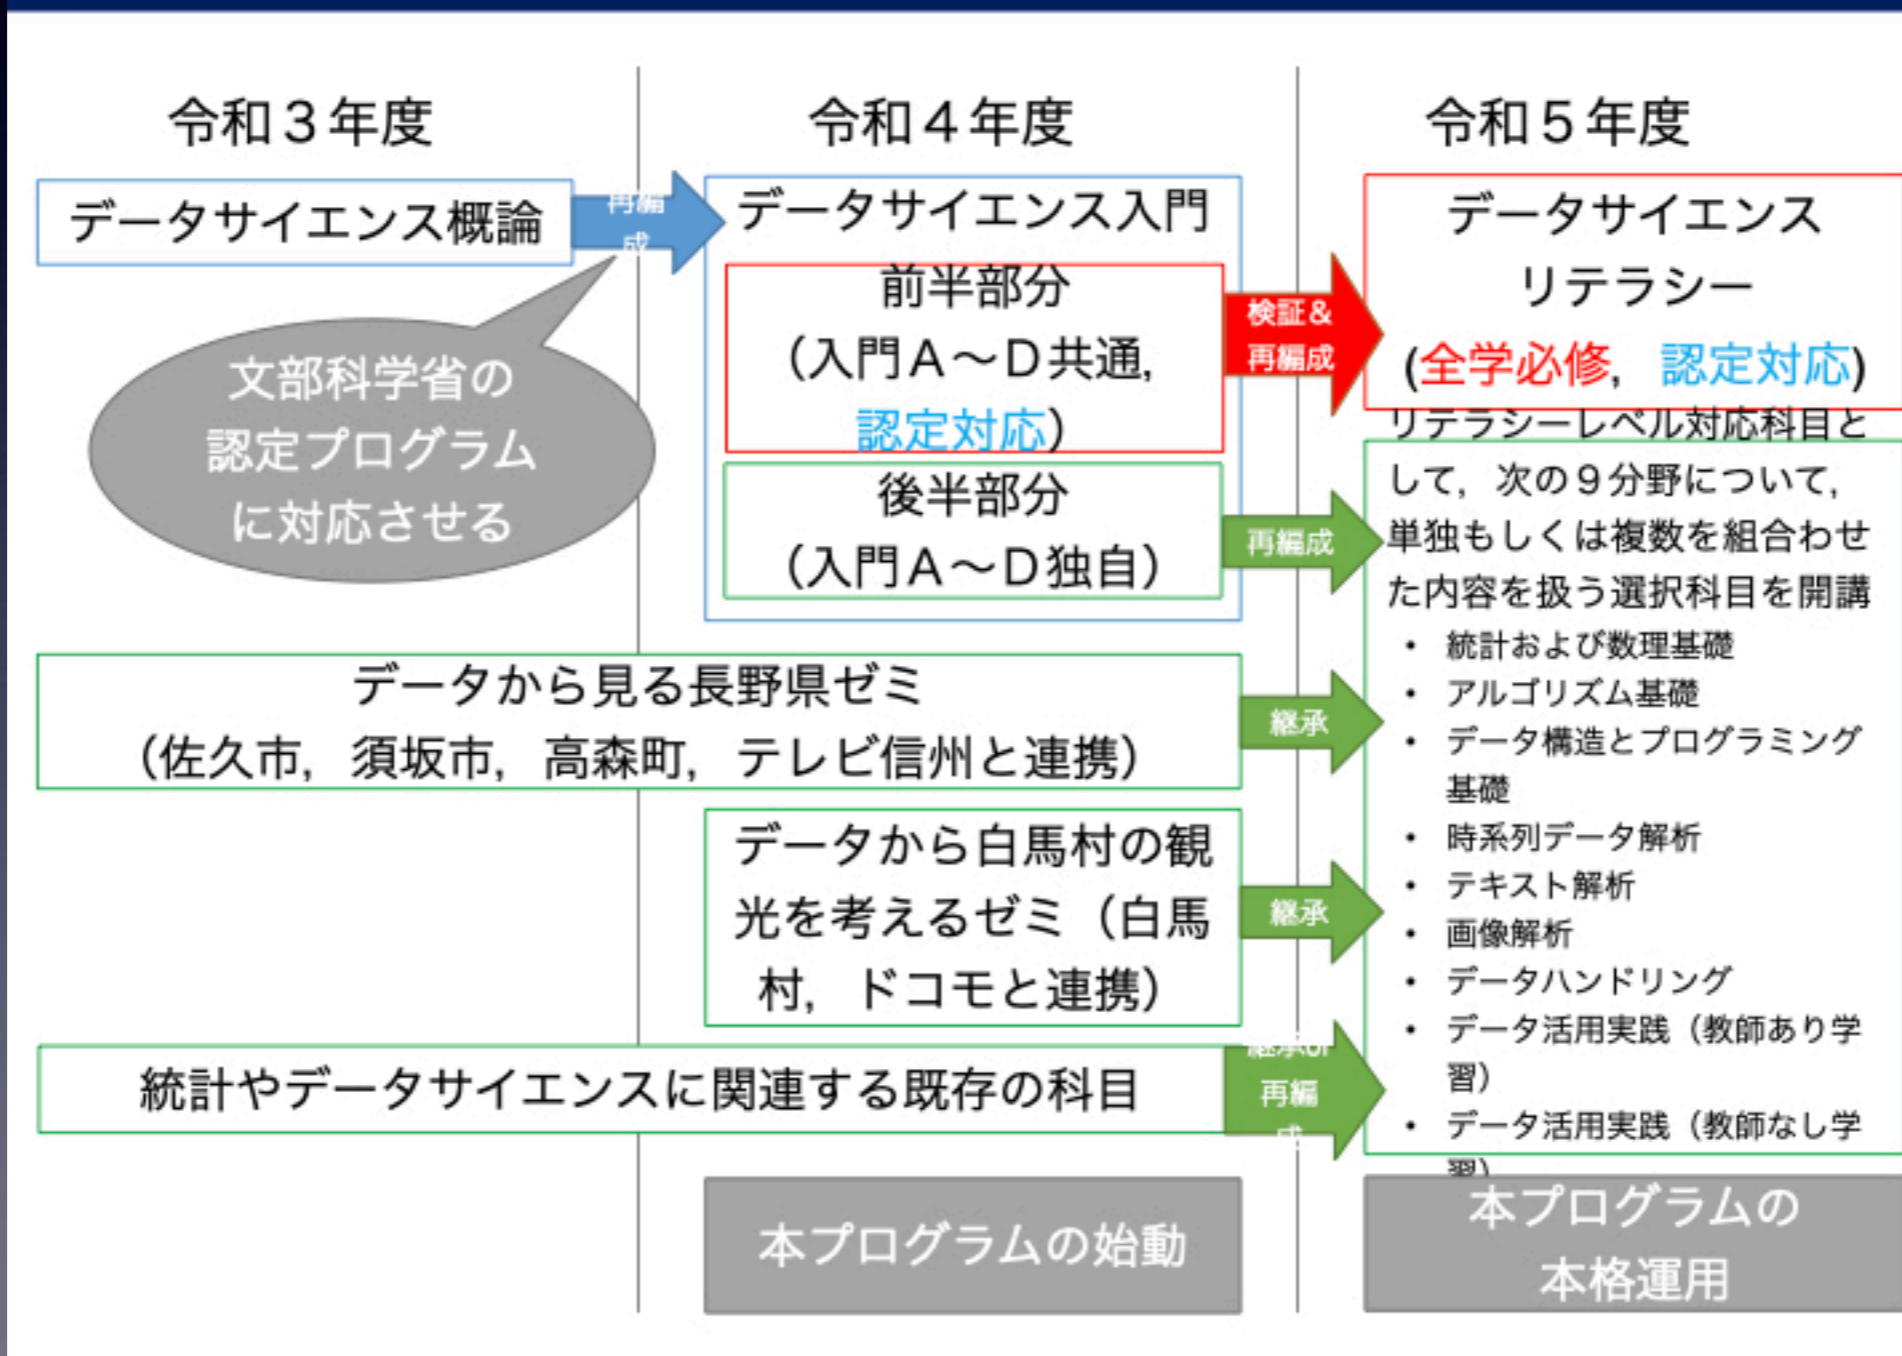 令和３年度
令和４年度
令和５年度
データサイエンス概論
再編
成
文部科学省の
認定プログラム
に対応させる
データサイエンス入門
前半部分
（入門Ａ～Ｄ共通，
認定対応）
後半部分
（入門Ａ～Ｄ独自）
検証＆
再編成
再編成
データサイエンス
リテラシー
(全学必修，認定対応)
リテラシーレベル対応科目と
して，次の９分野について，
単独もしくは複数を組合わせ
た内容を扱う選択科目を開講
• 統計および数理基礎
• アルゴリズム基礎
• データ構造とプログラミング
基礎
• 時系列データ解析
• テキスト解析
• 画像解析
• データハンドリング
• データ活用実践（教師あり学
習）
• データ活用実践（教師なし学
習）
データから見る長野県ゼミ
（佐久市，須坂市，高森町，テレビ信州と連携）
継承
データから白馬村の観
光を考えるゼミ（白馬
村，ドコモと連携）
継承
統計やデータサイエンスに関連する既存の科目
継承or
再編
成
本プログラムの始動
本プログラムの
本格運用